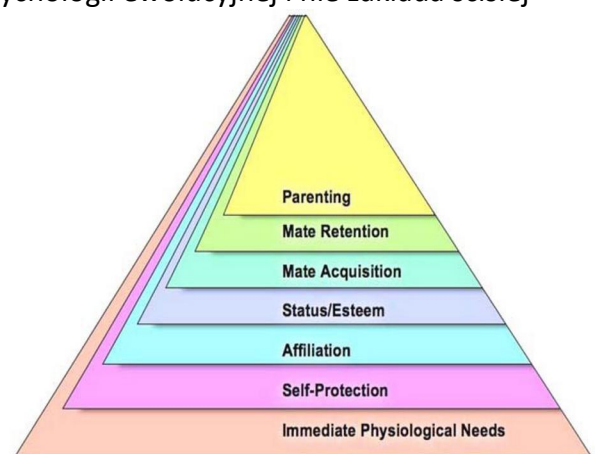 Parenting
Mate Retention
Mate Acquisition
Status/Esteem
Affiliation
Self-Protection
Immediate Physiological Needs